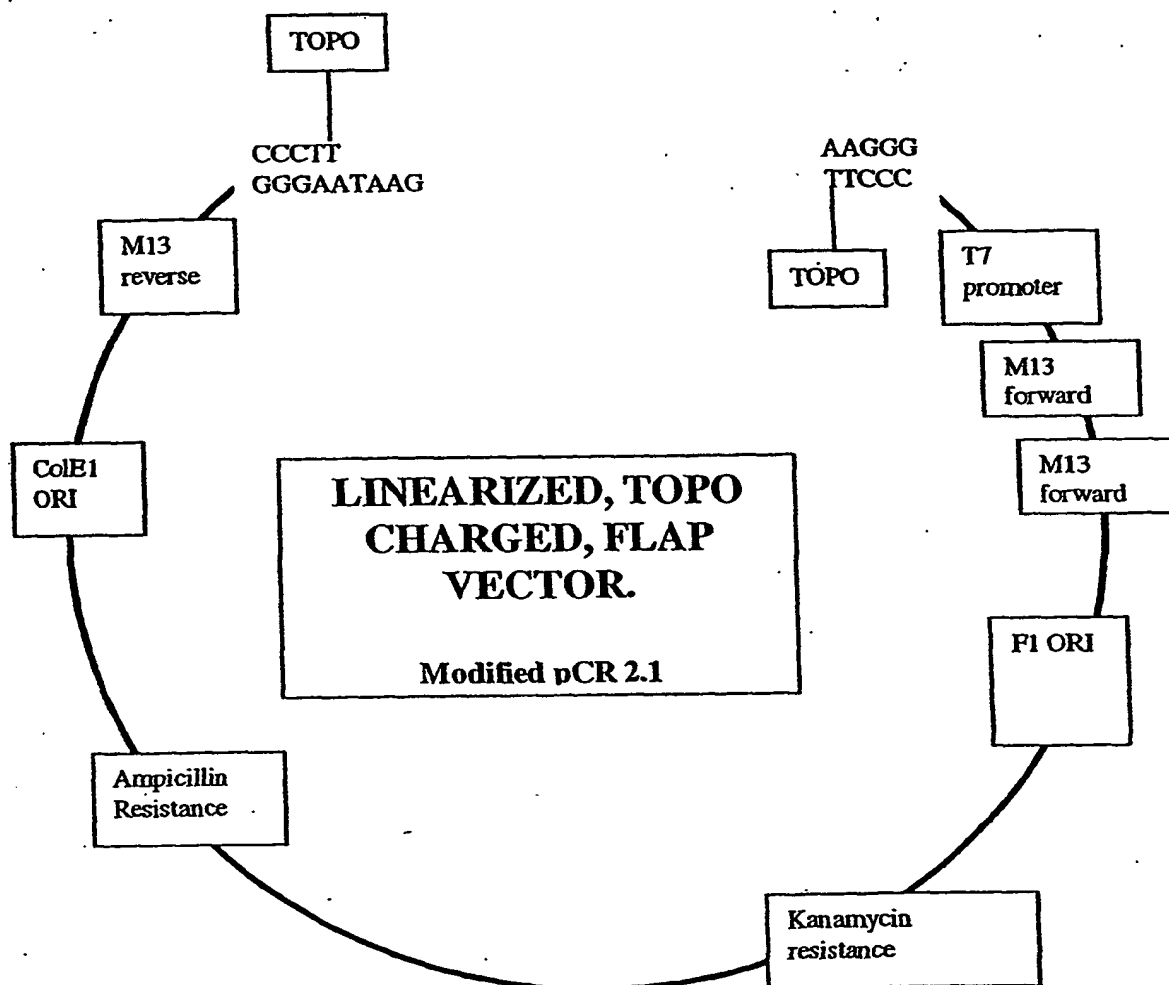 TOPO
CCCTT
GGGAATAAG
AAGGG
TTCCC
TOPO
M13
reverse
T7
promoter
M13
forward
M13
forward
ColE1
ORI
LINEARIZED, TOPO
CHARGED, FLAP
VECTOR.
Modified pCR 2.1
F1 ORI
Ampicillin
Resistance
Kanamycin
resistance